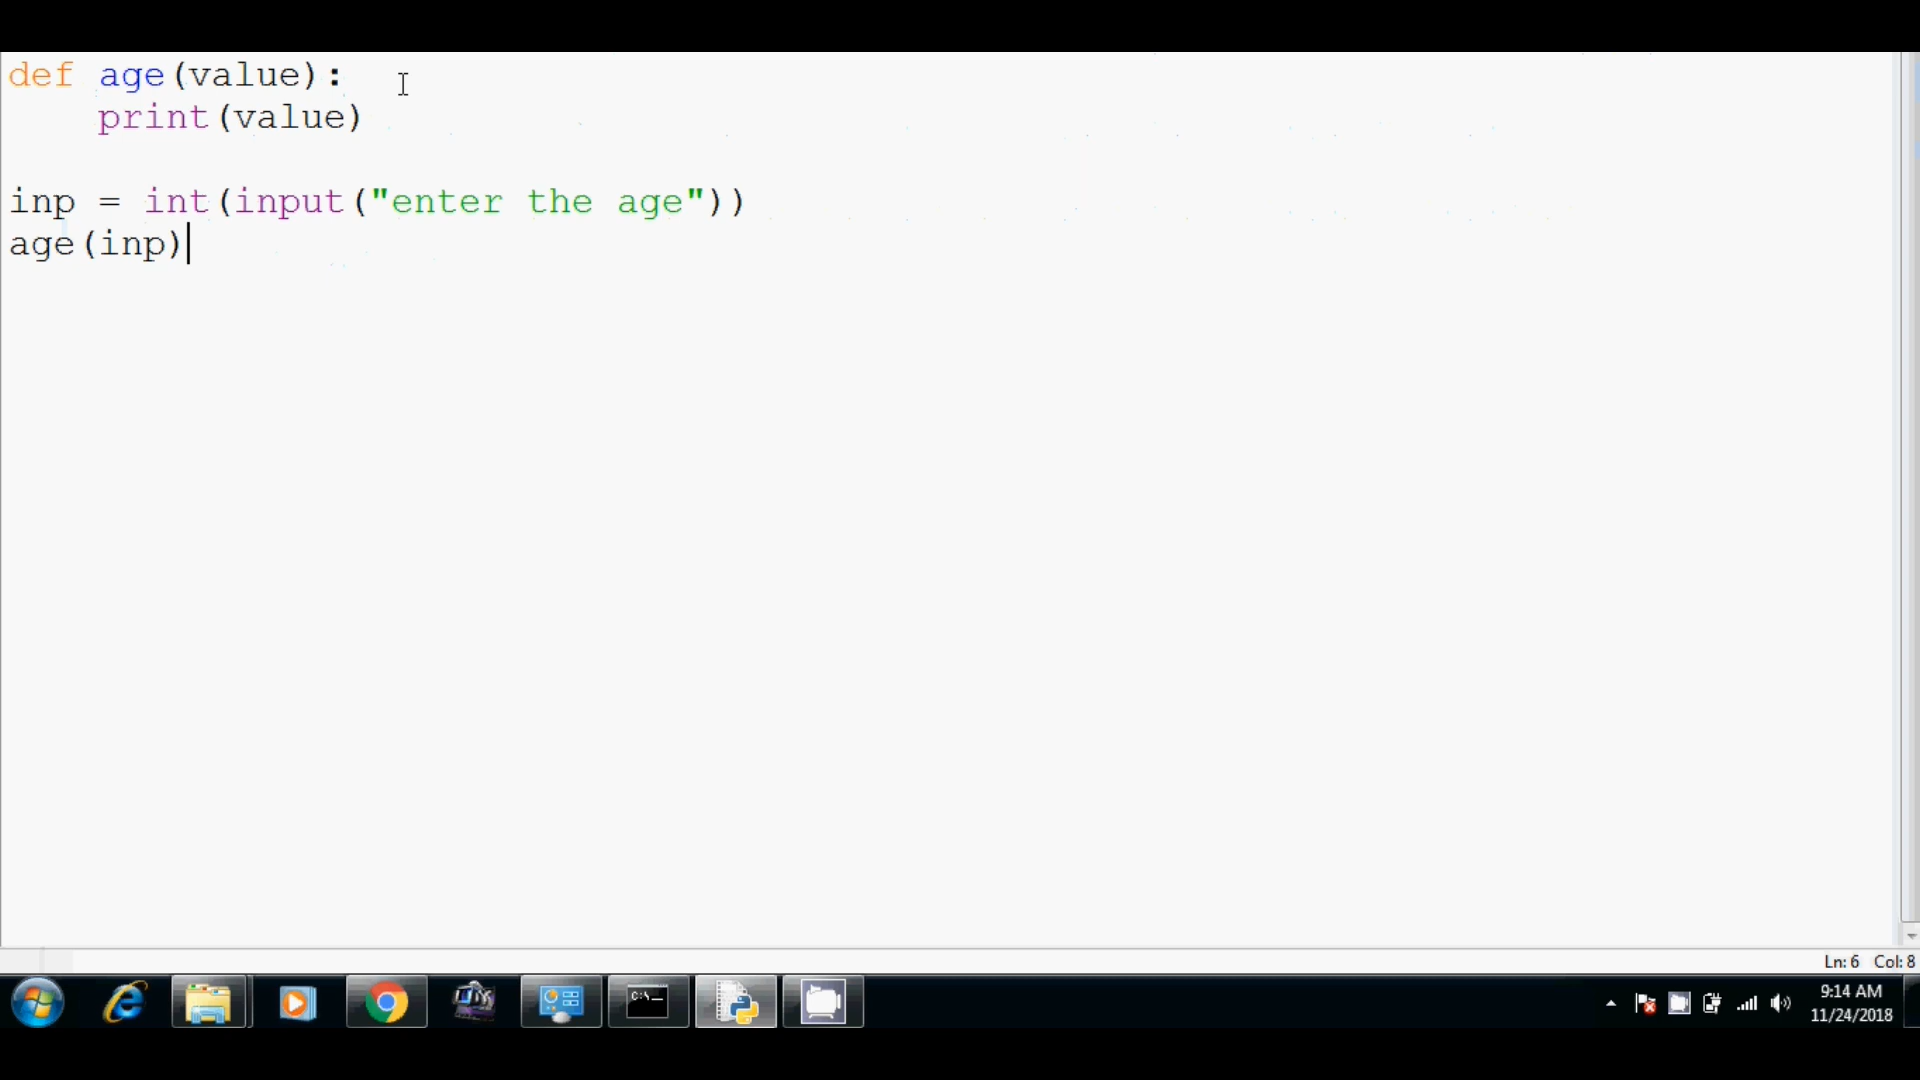 def age(value):
    print(value)

inp = int(input("enter the age"))
age(inp)
Ln: 6 Col: 8
C:\_
9:14 AM
11/24/2018